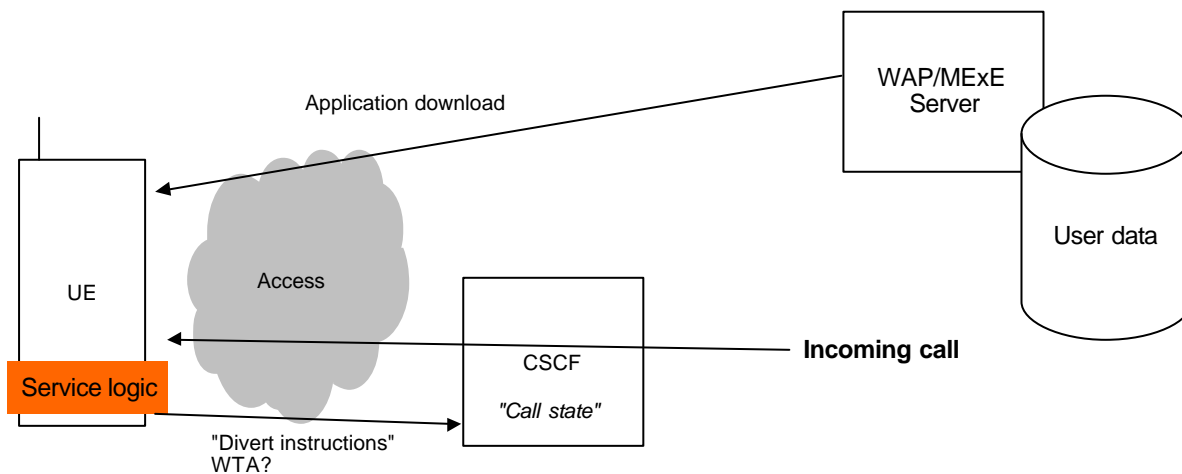 WAP/MExE
Server
Application download
User data
UE
Access
Incoming call
CSCF
Service logic
"Call state"
"Divert instructions"
WTA?